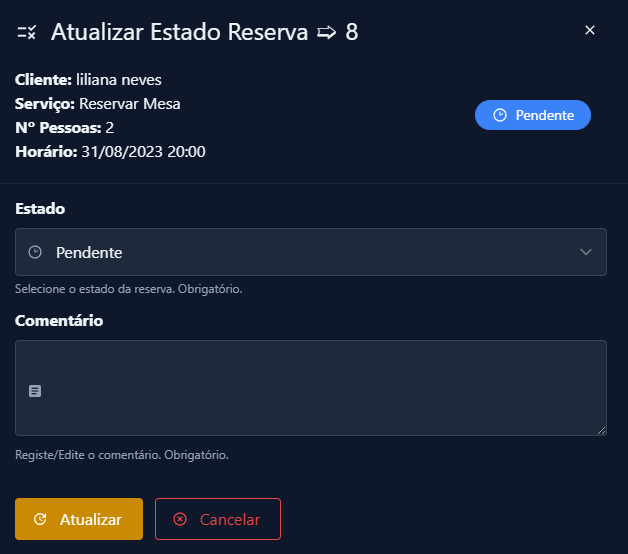 Atualizar Estado Reserva ➯ 8
Cliente: liliana neves
Serviço: Reservar Mesa
Nº Pessoas: 2
Horário: 31/08/2023 20:00
Pendente
Estado
Pendente
Selecione o estado da reserva. Obrigatório.
Comentário
Registe/Edite o comentário. Obrigatório.
Atualizar
Cancelar